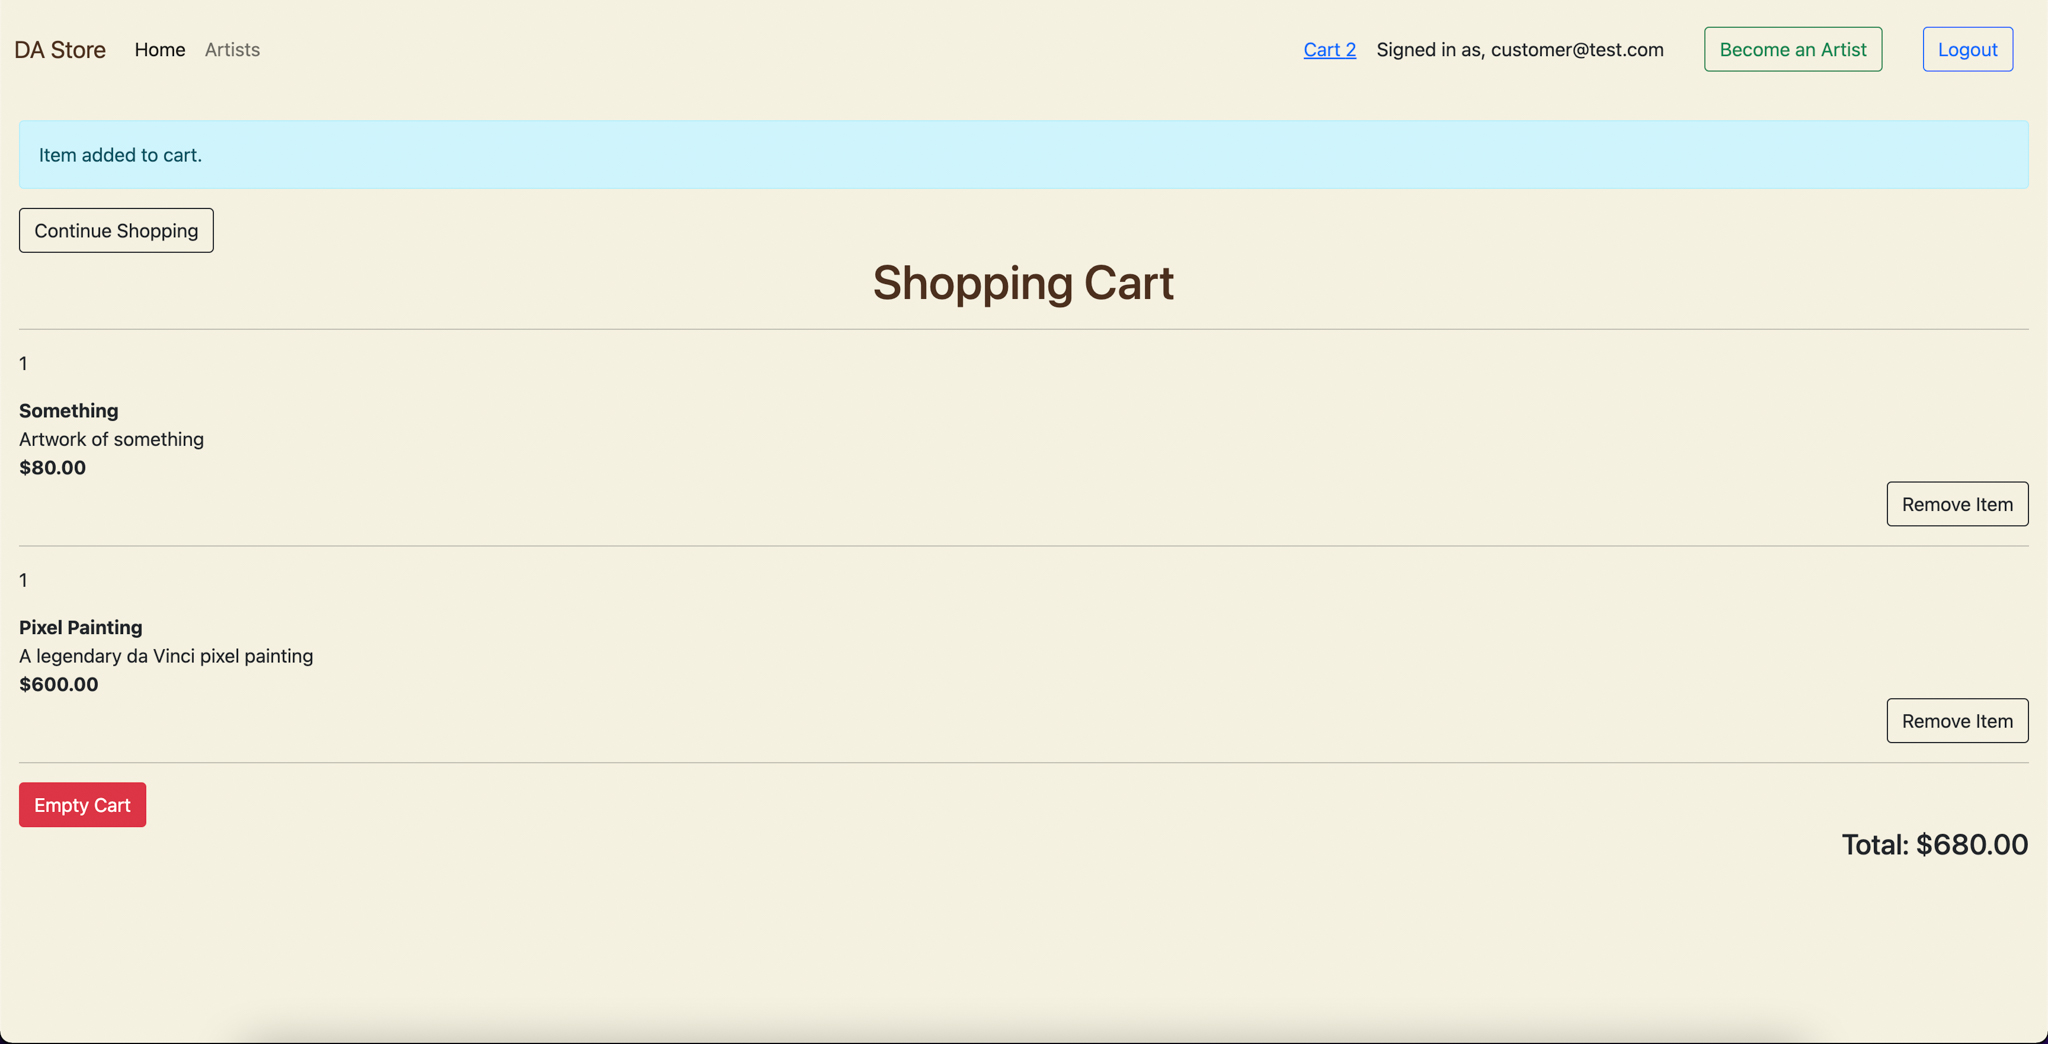 DA Store Home Artists Cart 2 Signed in as, customer@test.com Become an Artist Logout
Item added to cart.
Continue Shopping
Shopping Cart
1
Something
Artwork of something
$80.00
Remove Item
1
Pixel Painting
A legendary da Vinci pixel painting
$600.00
Remove Item
Empty Cart
Total: $680.00